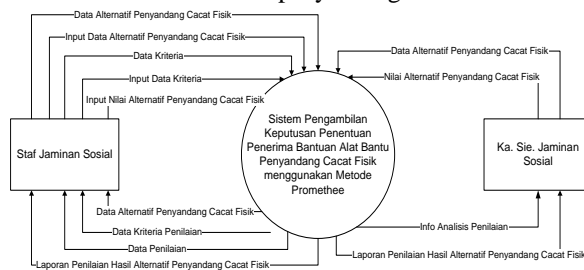 Data Alternatif Penyandang Cacat Fisik
Input Data Alternatif Penyandang Cacat Fisik
Data Kriteria
Input Data Kriteria
Input Nilai Alternatif Penyandang Cacat Fisik
Staf Jaminan Sosial
Data Alternatif Penyandang Cacat Fisik
Data Kriteria Penilaian
Data Penilaian
Laporan Penilaian Hasil Alternatif Penyandang Cacat Fisik
Sistem Pengambilan
Keputusan Penentuan
Penerima Bantuan Alat Bantu
Penyandang Cacat Fisik
menggunakan Metode
Promethee
Data Alternatif Penyandang Cacat Fisik
Nilai Alternatif Penyandang Cacat Fisik
Ka. Sie. Jaminan
Sosial
Info Analisis Penilaian
Laporan Penilaian Hasil Alternatif Penyandang Cacat Fisik